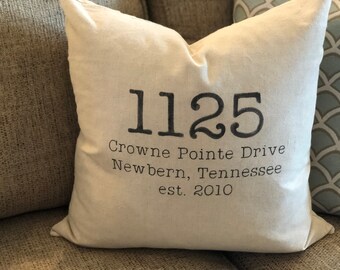 1125
Crowne Pointe Drive
Newbern, Tennessee
est. 2010